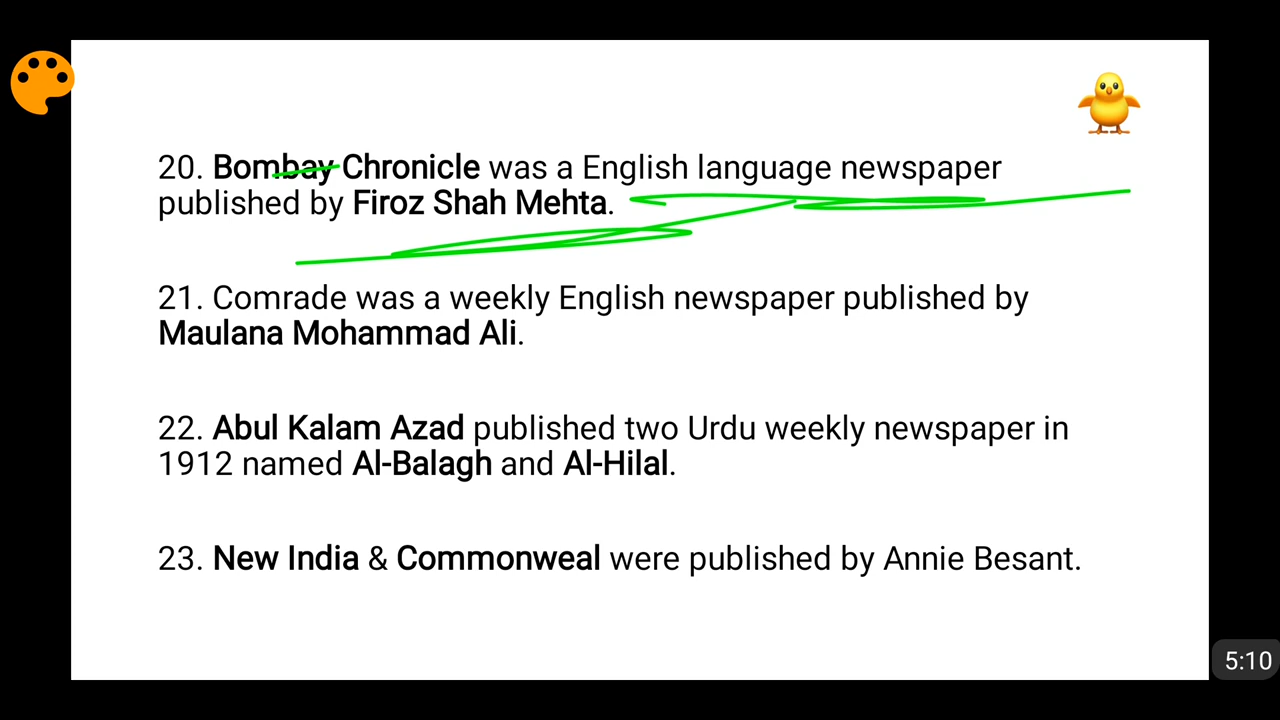 20. Bombay Chronicle was a English language newspaper
published by Firoz Shah Mehta.
21. Comrade was a weekly English newspaper published by
Maulana Mohammad Ali.
22. Abul Kalam Azad published two Urdu weekly newspaper in
1912 named Al-Balagh and Al-Hilal.
23. New India & Commonweal were published by Annie Besant.
5:10